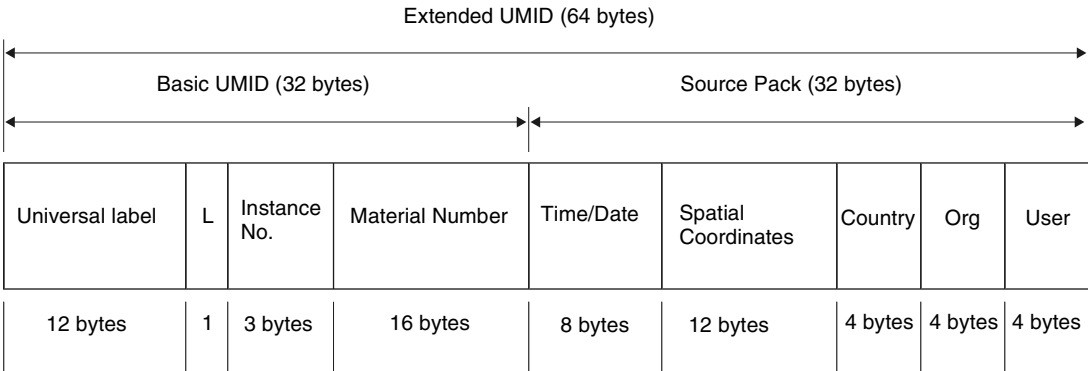 Extended UMID (64 bytes)
Basic UMID (32 bytes) Source Pack (32 bytes)
Universal label L Instance No. Material Number Time/Date Spatial Coordinates Country Org User
12 bytes 1 3 bytes 16 bytes 8 bytes 12 bytes 4 bytes 4 bytes 4 bytes